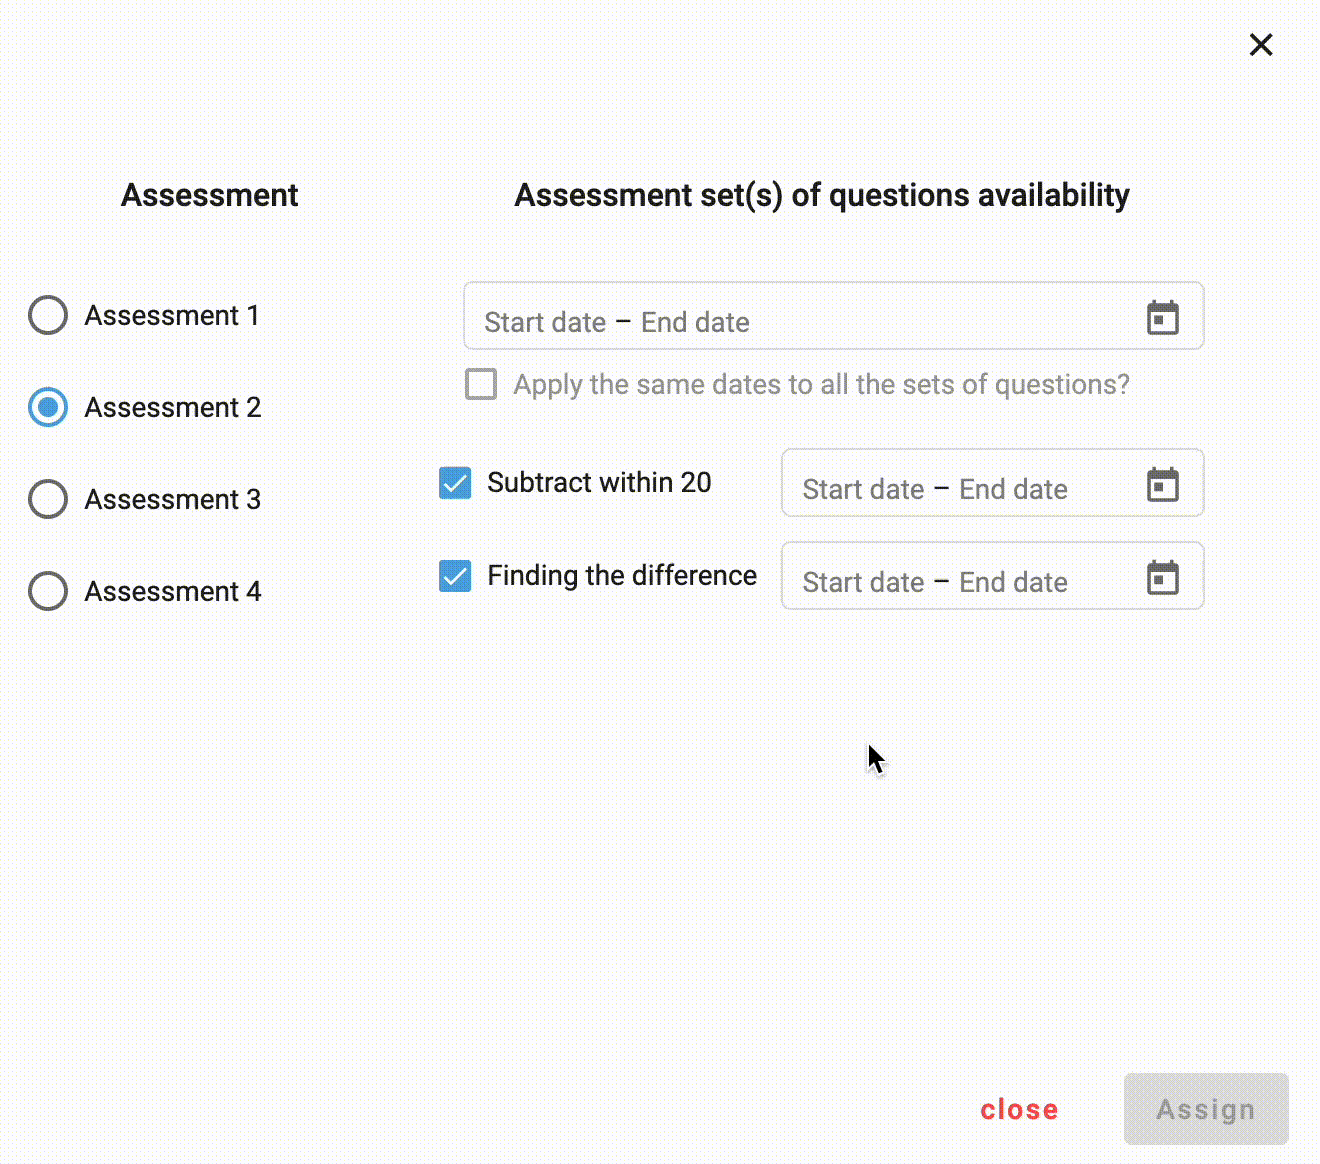 Assessment
Assessment set(s) of questions availability
Assessment 1
Assessment 2
Assessment 3
Assessment 4
Start date – End date
Apply the same dates to all the sets of questions?
Subtract within 20
Start date – End date
Finding the difference
Start date – End date
close
Assign